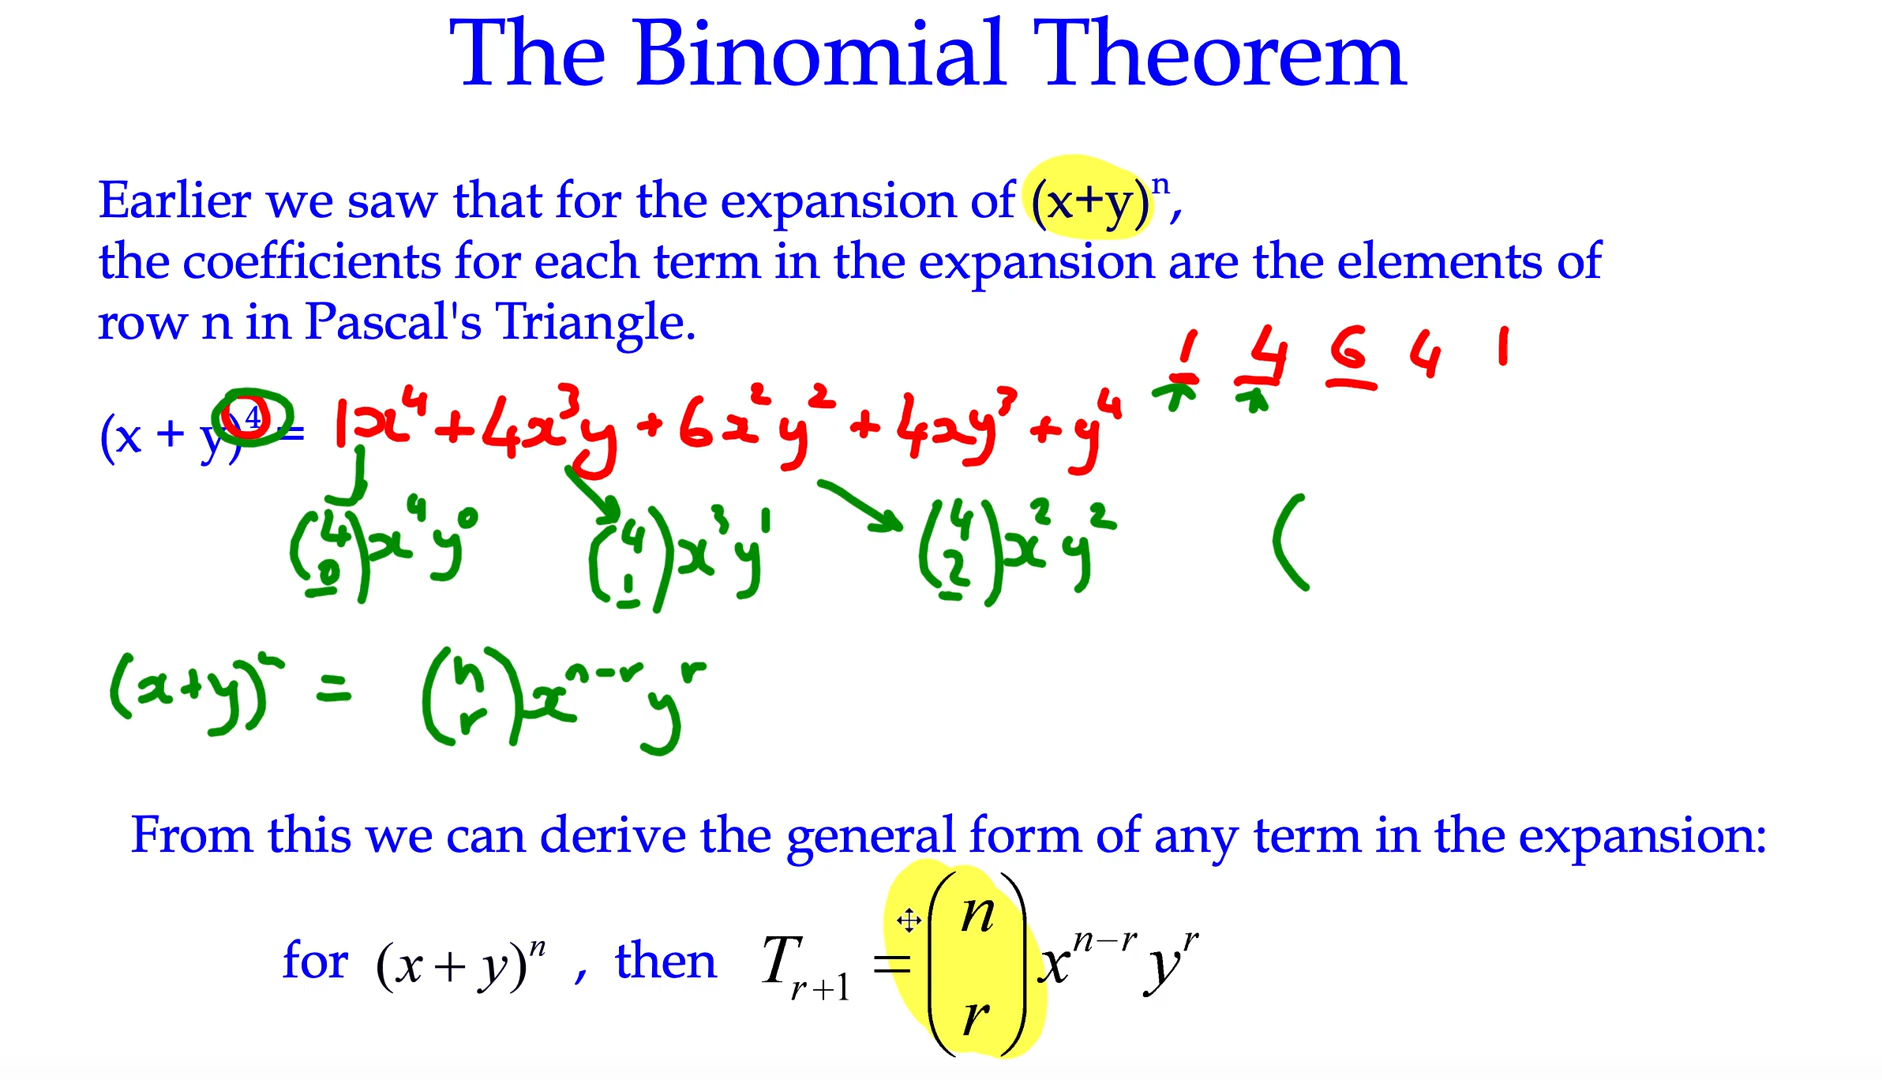 The Binomial Theorem
Earlier we saw that for the expansion of (x+y)ⁿ,
the coefficients for each term in the expansion are the elements of
row n in Pascal's Triangle.
1 4 6 4 1
(x + y)⁴ = 1x⁴ + 4x³y + 6x²y² + 4xy³ + y⁴
(4 0)x⁴y⁰ (4 1)x³y¹ (4 2)x²y² (
(x+y)ⁿ = (n r)xⁿ⁻ʳyʳ
From this we can derive the general form of any term in the expansion:
for (x + y)ⁿ , then Tᵣ₊₁ = (n r)xⁿ⁻ʳyʳ